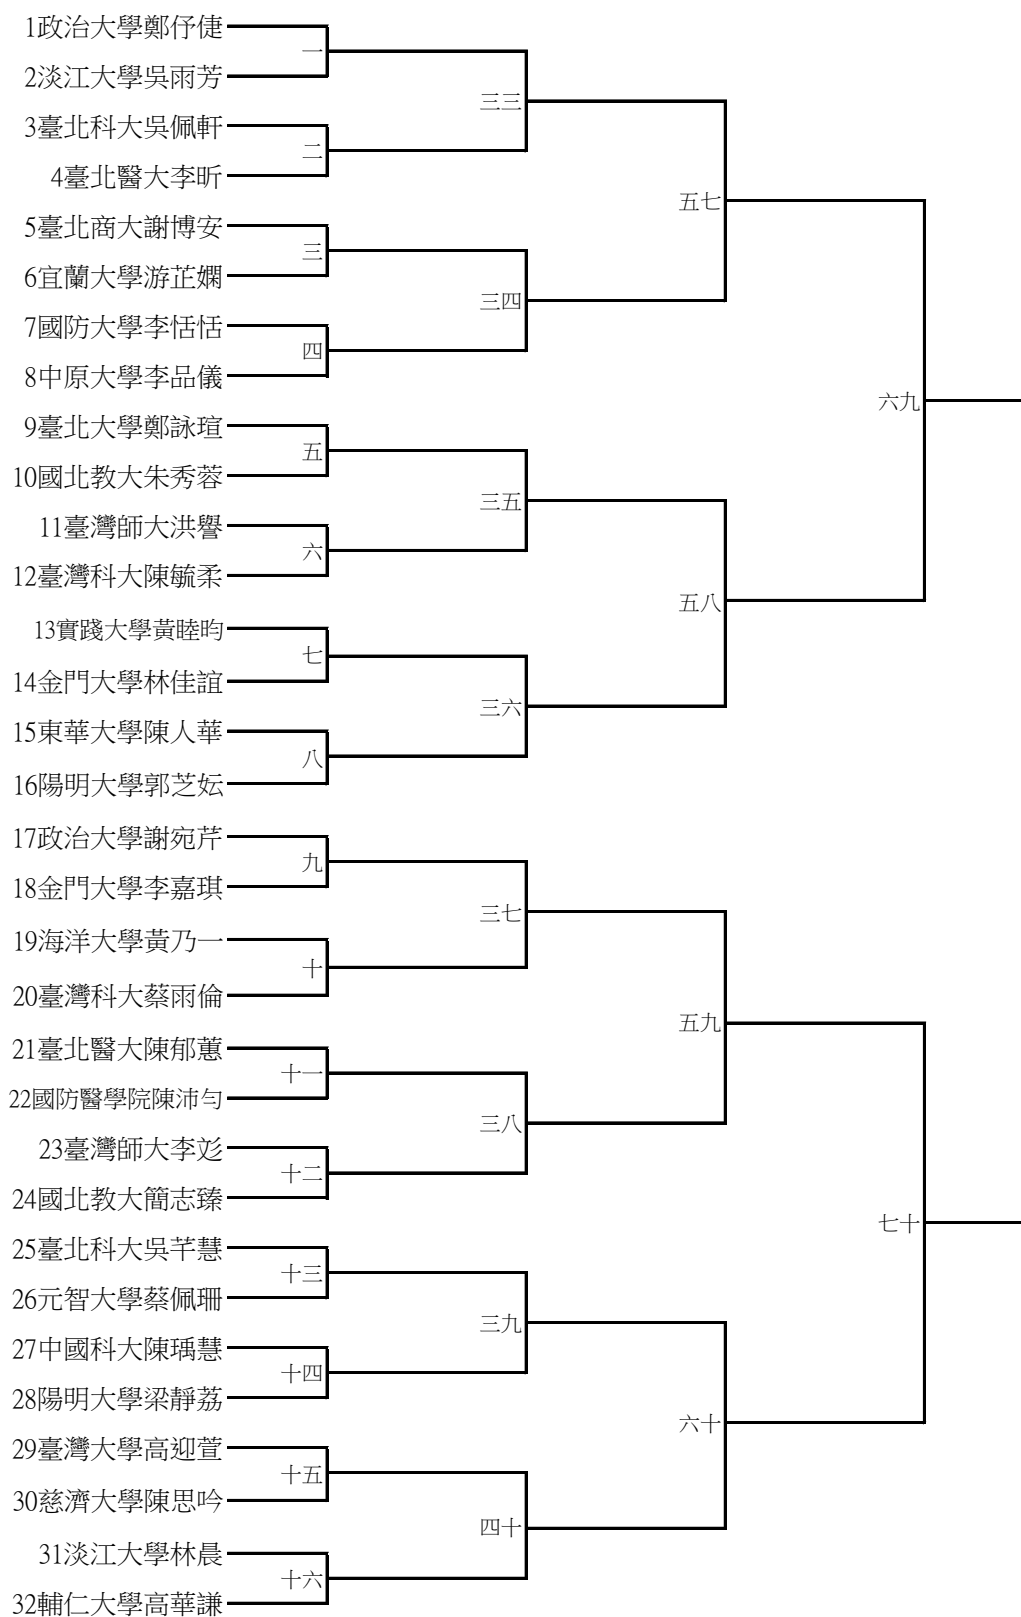 1政治大學鄭伃倢
一
2淡江大學吳雨芳
三三
3臺北科大吳佩軒
二
4臺北醫大李昕
五七
5臺北商大謝博安
三
6宜蘭大學游芷嫻
三四
7國防大學李恬恬
四
8中原大學李品儀
六九
9臺北大學鄭詠瑄
五
10國北教大朱秀蓉
三五
11臺灣師大洪譽
六
12臺灣科大陳毓柔
五八
13實踐大學黃睦昀
七
14金門大學林佳誼
三六
15東華大學陳人華
八
16陽明大學郭芝妘
17政治大學謝宛芹
九
18金門大學李嘉琪
三七
19海洋大學黃乃一
十
20臺灣科大蔡雨倫
五九
21臺北醫大陳郁蕙
十一
22國防醫學院陳沛勻
三八
23臺灣師大李彣
十二
24國北教大簡志臻
七十
25臺北科大吳芊慧
十三
26元智大學蔡佩珊
三九
27中國科大陳瑀慧
十四
28陽明大學梁靜荔
六十
29臺灣大學高迎萱
十五
30慈濟大學陳思吟
四十
31淡江大學林晨
十六
32輔仁大學高華謙